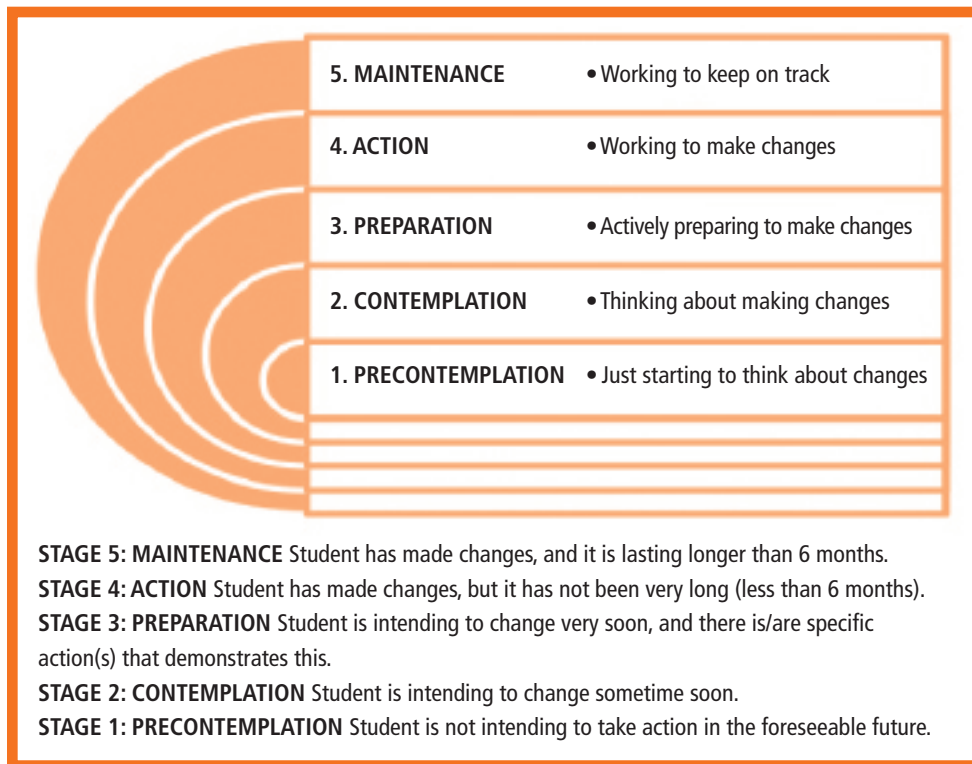 5. MAINTENANCE • Working to keep on track
4. ACTION • Working to make changes
3. PREPARATION • Actively preparing to make changes
2. CONTEMPLATION • Thinking about making changes
1. PRECONTEMPLATION • Just starting to think about changes
STAGE 5: MAINTENANCE Student has made changes, and it is lasting longer than 6 months.
STAGE 4: ACTION Student has made changes, but it has not been very long (less than 6 months).
STAGE 3: PREPARATION Student is intending to change very soon, and there is/are specific
action(s) that demonstrates this.
STAGE 2: CONTEMPLATION Student is intending to change sometime soon.
STAGE 1: PRECONTEMPLATION Student is not intending to take action in the foreseeable future.